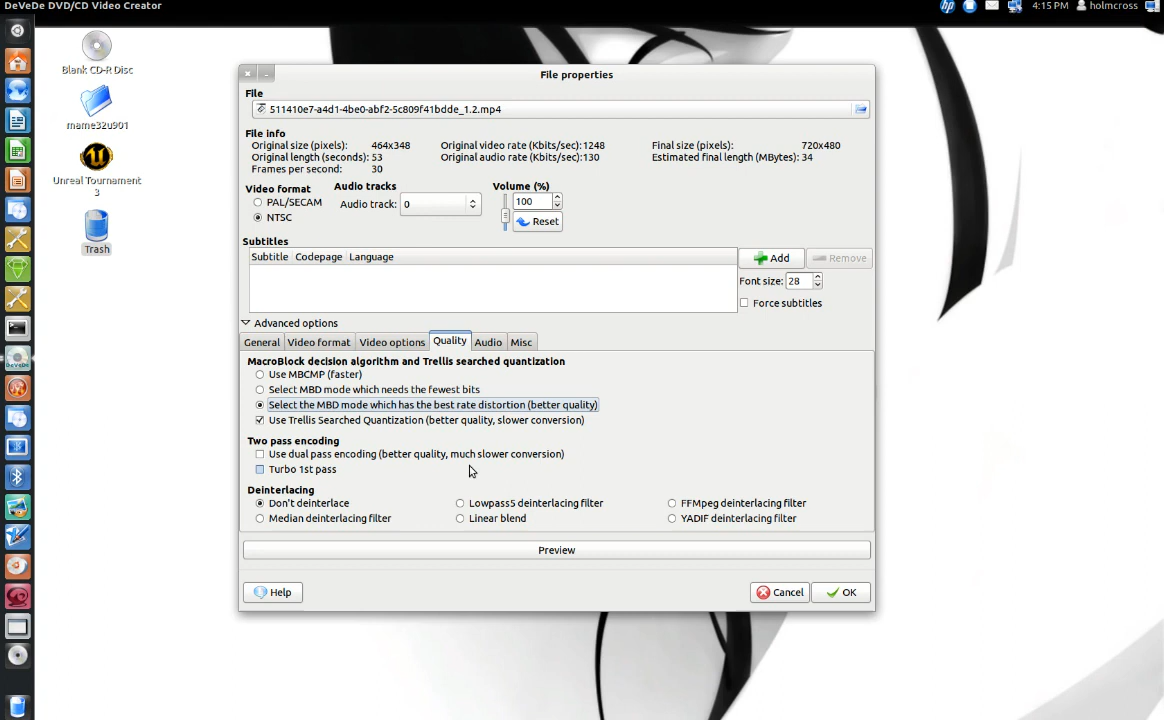 DeVeDe DVD/CD Video Creator
hp
4:15 PM holmcross
Blank CD-R Disc
mame32u901
Unreal Tournament
3
Trash
DeVeDe
File properties
File
511410e7-a4d1-4be0-abf2-5c809f41bdde_1.2.mp4
File info
Original size (pixels): 464x348 Original video rate (Kbits/sec):1248 Final size (pixels): 720x480
Original length (seconds): 53 Original audio rate (Kbits/sec):130 Estimated final length (MBytes): 34
Frames per second: 30
Video format Audio tracks Volume (%)
PAL/SECAM Audio track: 0 100
NTSC Reset
Subtitles
Subtitle Codepage Language Add Remove
Font size: 28
Force subtitles
Advanced options
General Video format Video options Quality Audio Misc
MacroBlock decision algorithm and Trellis searched quantization
Use MBCMP (faster)
Select MBD mode which needs the fewest bits
Select the MBD mode which has the best rate distortion (better quality)
Use Trellis Searched Quantization (better quality, slower conversion)
Two pass encoding
Use dual pass encoding (better quality, much slower conversion)
Turbo 1st pass
Deinterlacing
Don't deinterlace Lowpass5 deinterlacing filter FFMpeg deinterlacing filter
Median deinterlacing filter Linear blend YADIF deinterlacing filter
Preview
Help Cancel OK